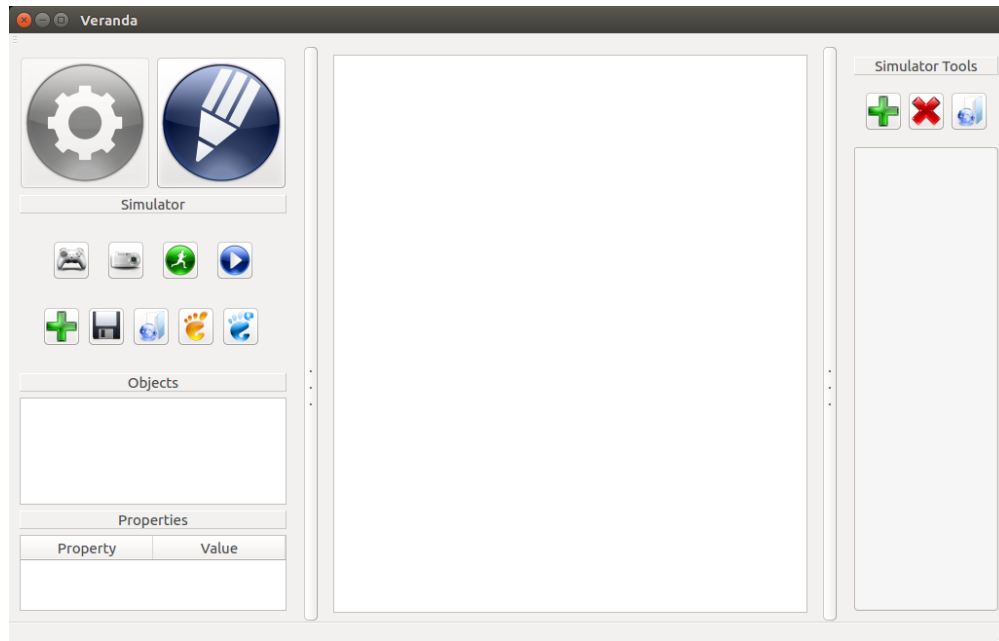 Veranda
Simulator
Objects
Properties
Property Value
Simulator Tools